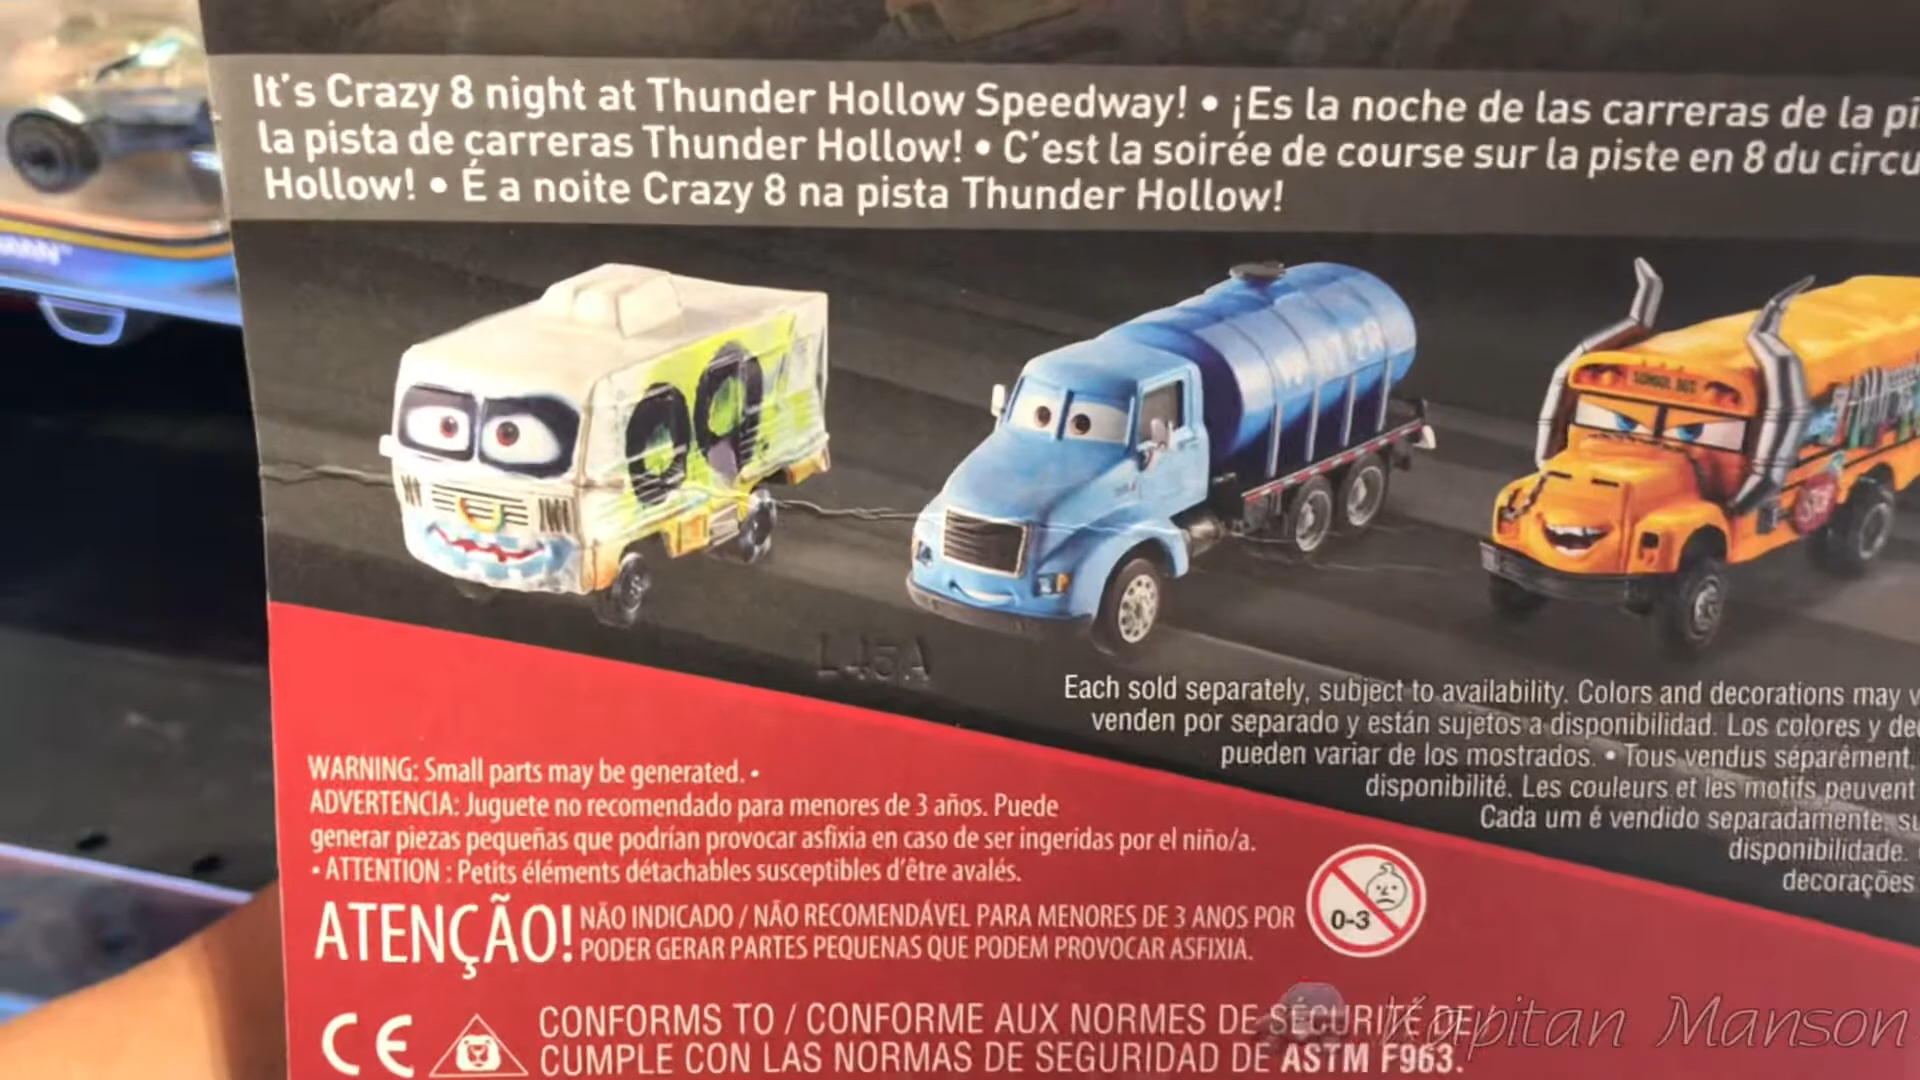 It's Crazy 8 night at Thunder Hollow Speedway! • ¡Es la noche de las carreras de la pi
la pista de carreras Thunder Hollow! • C'est la soirée de course sur la piste en 8 du circu
Hollow! • É a noite Crazy 8 na pista Thunder Hollow!
WATER
SCHOOL BUS
L45A
Each sold separately, subject to availability. Colors and decorations may v
venden por separado y están sujetos a disponibilidad. Los colores y de
pueden variar de los mostrados. • Tous vendus séparément,
disponibilité. Les couleurs et les motifs peuvent
Cada um é vendido separadamente, su
disponibilidade.
decorações
WARNING: Small parts may be generated. •
ADVERTENCIA: Juguete no recomendado para menores de 3 años. Puede
generar piezas pequeñas que podrían provocar asfixia en caso de ser ingeridas por el niño/a.
• ATTENTION : Petits éléments détachables susceptibles d'être avalés.
ATENÇÃO! NÃO INDICADO / NÃO RECOMENDÁVEL PARA MENORES DE 3 ANOS POR
PODER GERAR PARTES PEQUENAS QUE PODEM PROVOCAR ASFIXIA.
0-3
CE CONFORMS TO / CONFORME AUX NORMES DE SÉCURITÉ DE /
CUMPLE CON LAS NORMAS DE SEGURIDAD DE ASTM F963.
Kapitan Manson